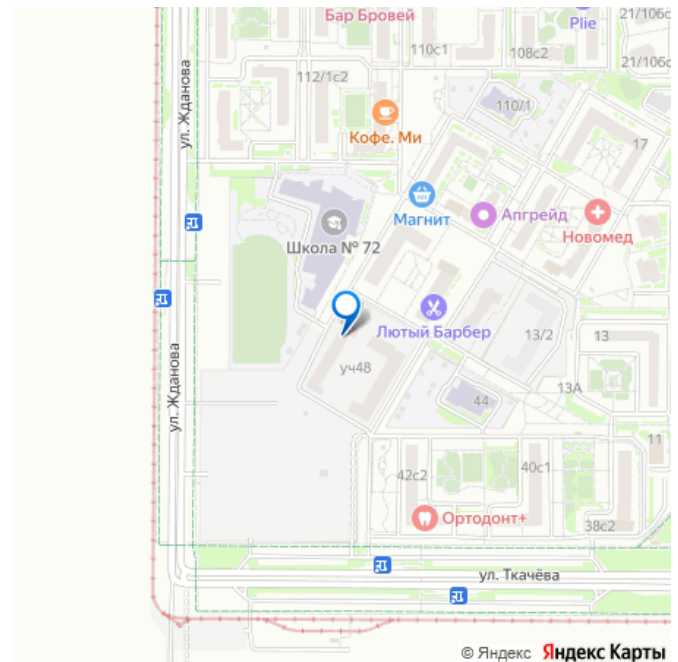 Бар Бровей
Plie
21/106с
110с1
108с2
21/106с
112/1с2
110/1
ул. Жданова
Кофе. Ми
17
Магнит
Апгрейд
Новомед
Школа № 72
Лютый Барбер
13/2
13
ул. Жданова
уч48
13А
44
11
42с2
40с1
Ортодонт+
38с2
ул. Ткачёва
© Яндекс Яндекс Карты